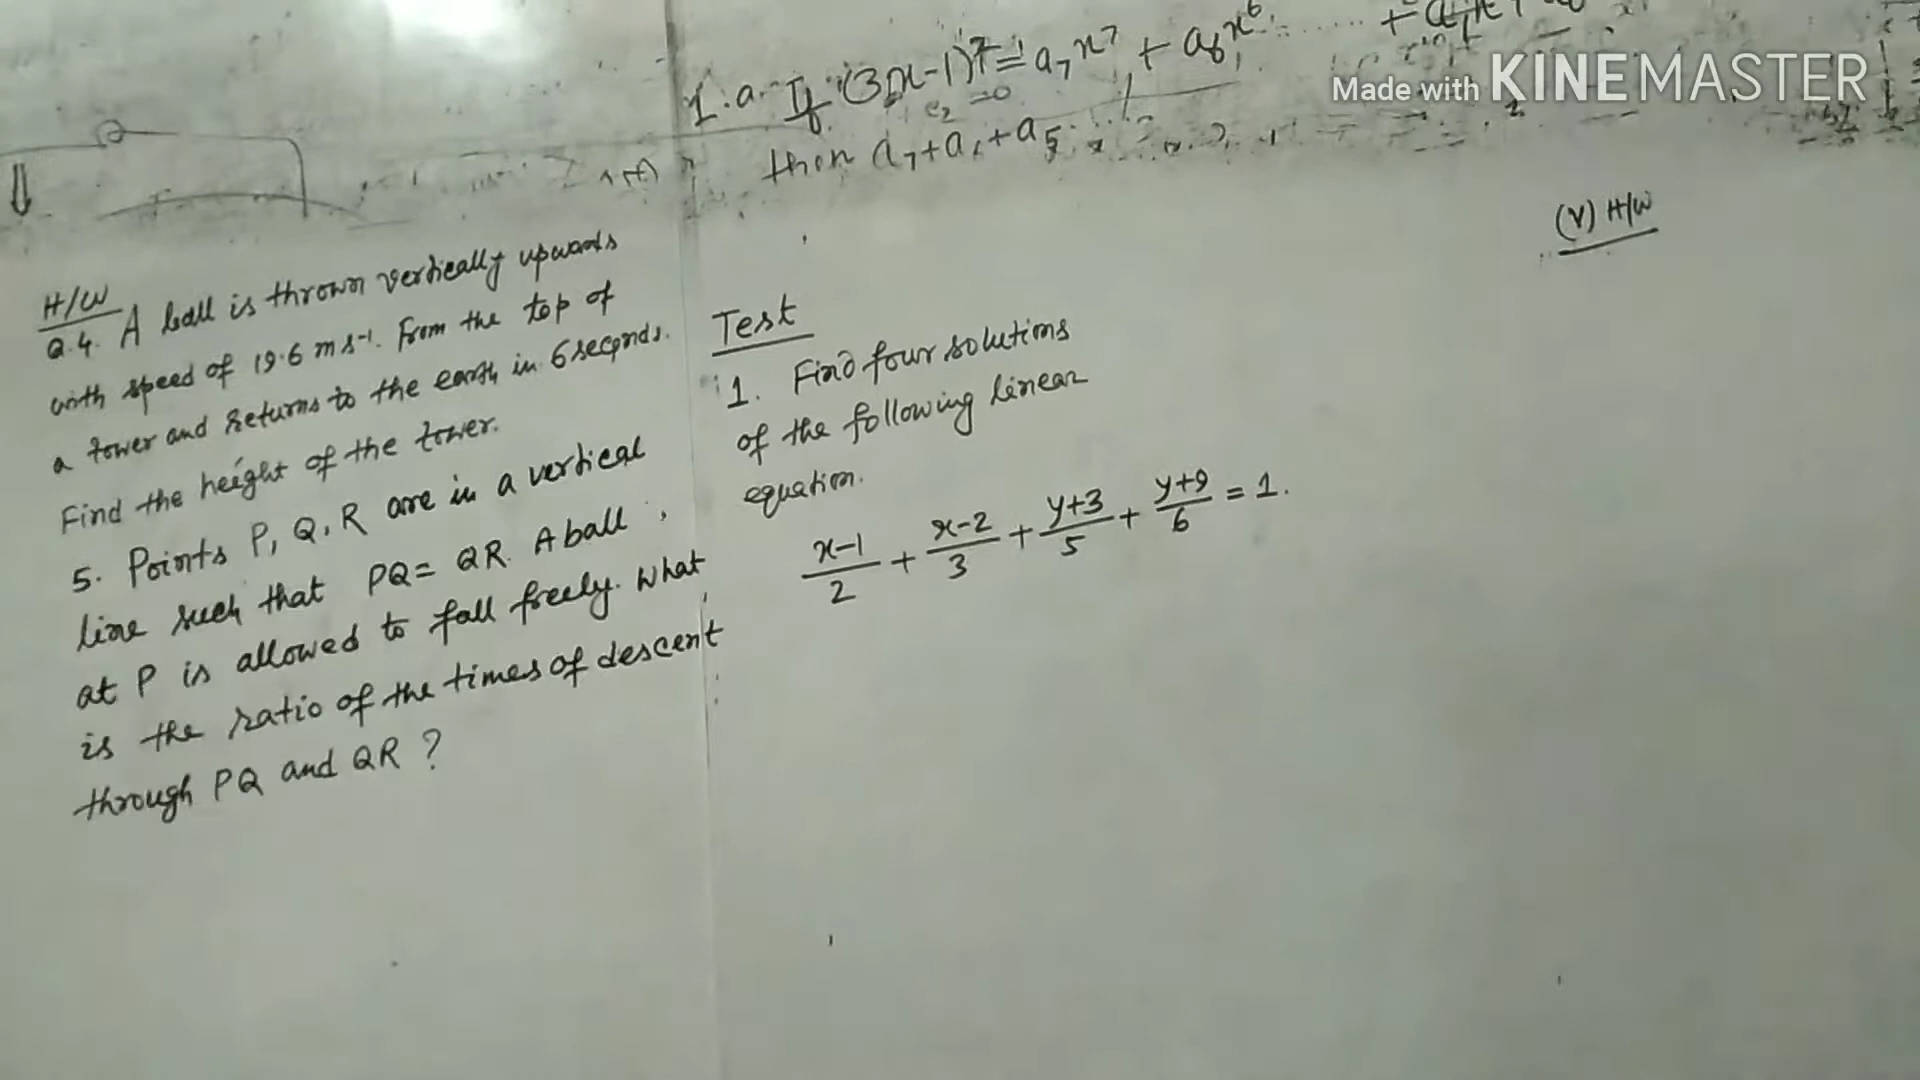 1.a. If (3x-1)⁷ = a₇x⁷ + a₆x⁶
then a₇+a₆+a₅
Made with KINEMASTER
(V) H/W
H/W
Q.4. A ball is thrown vertically upwards
with speed of 19.6 m s⁻¹. From the top of
a tower and returns to the earth in 6 seconds.
Find the height of the tower.
5. Points P, Q, R are in a vertical
line such that PQ = QR. A ball
at P is allowed to fall freely. What
is the ratio of the times of descent
through PQ and QR ?
Test
1. Find four solutions
of the following linear
equation.
(x-1)/2 + (x-2)/3 + (y+3)/5 + (y+9)/6 = 1.